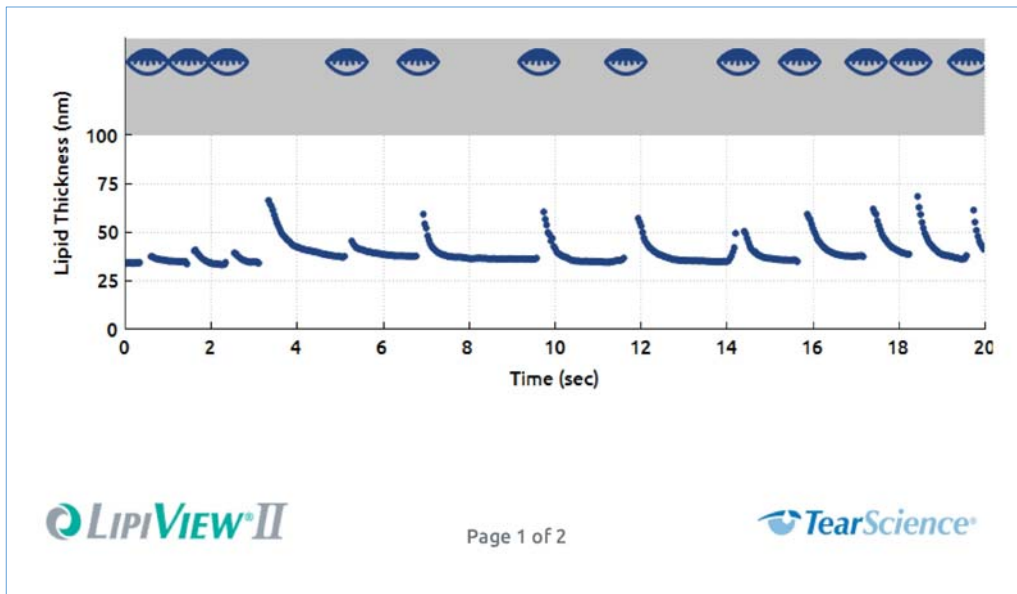 Lipid Thickness (nm)
100
75
50
25
0
0 2 4 6 8 10 12 14 16 18 20
Time (sec)
LIPIVIEW® II
Page 1 of 2
TearScience®